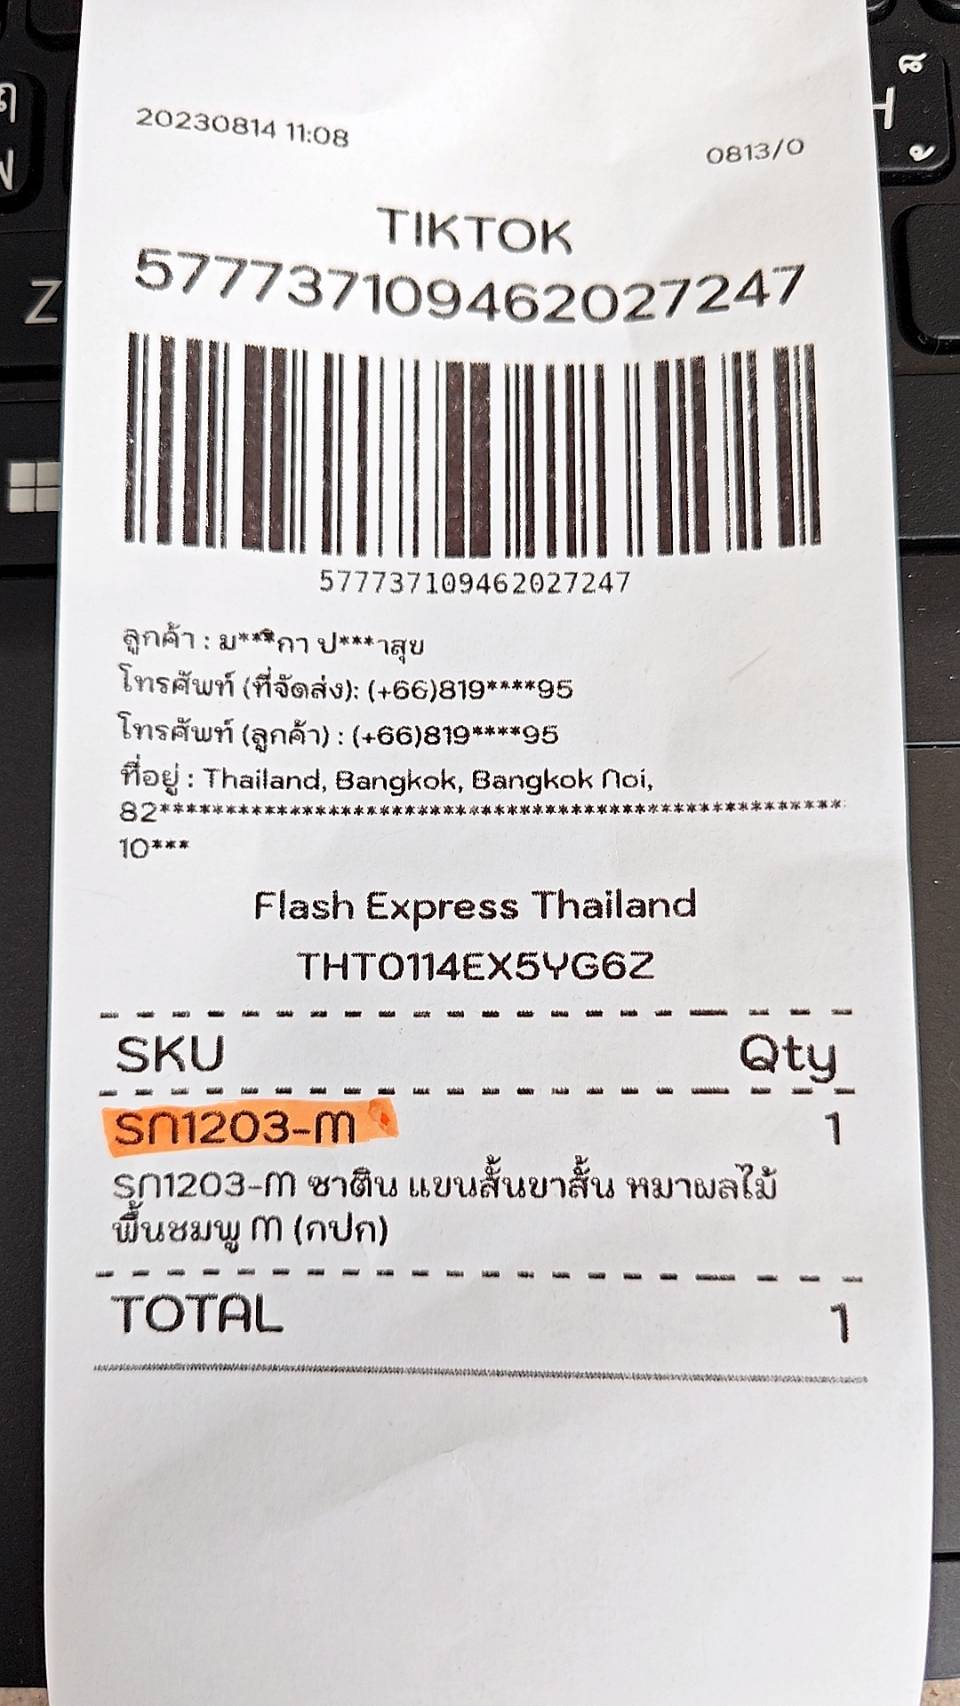 20230814 11:08
0813/0
TIKTOK
577737109462027247
577737109462027247
ลูกค้า : ม***กา ป***าสุข
โทรศัพท์ (ที่จัดส่ง): (+66)819****95
โทรศัพท์ (ลูกค้า) : (+66)819****95
ที่อยู่ : Thailand, Bangkok, Bangkok Noi,
82****************************************************
10***
Flash Express Thailand
THT0114EX5YG6Z
SKU Qty
SN1203-M 1
SN1203-M ซาติน แขนสั้นขาสั้น หมาผลไม้
พื้นชมพู M (กปก)
TOTAL 1
ฤ
ฟ
Z
ส
H